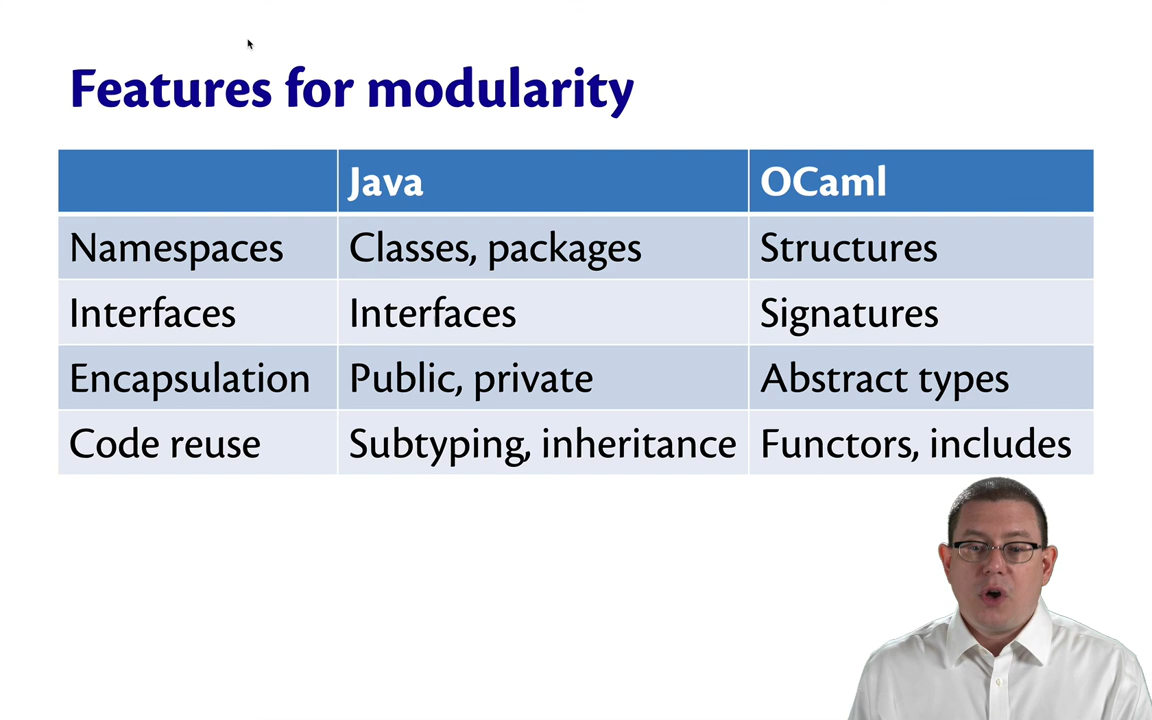 Features for modularity
Java OCaml
Namespaces Classes, packages Structures
Interfaces Interfaces Signatures
Encapsulation Public, private Abstract types
Code reuse Subtyping, inheritance Functors, includes